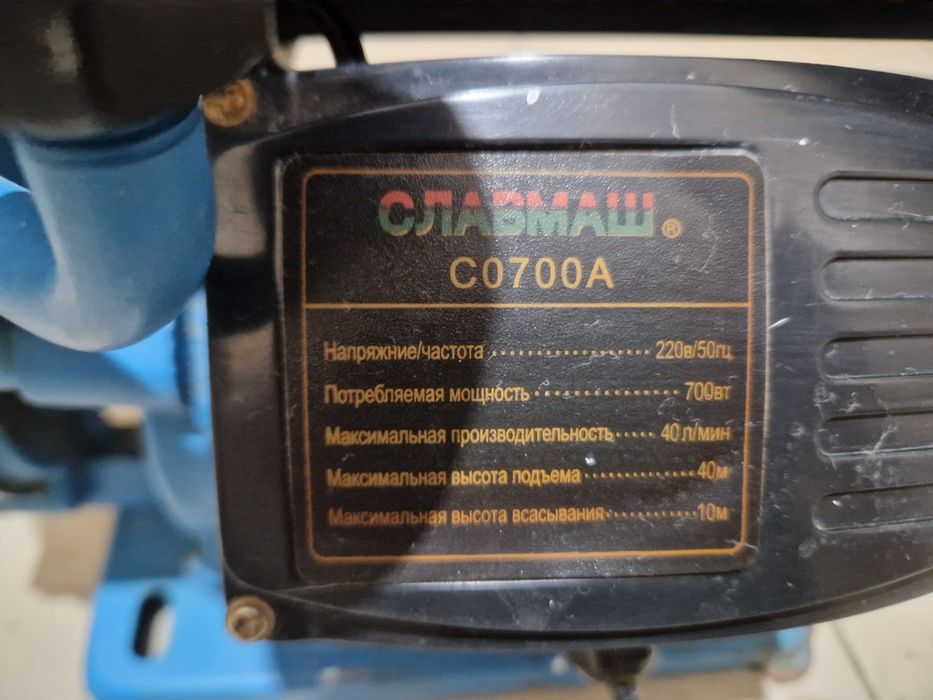 СЛАВМАШ®
C0700A
Напряжние/частота 220в/50гц
Потребляемая мощность 700вт
Максимальная производительность 40 л/мин
Максимальная высота подъема 40м
Максимальная высота всасывания 10м